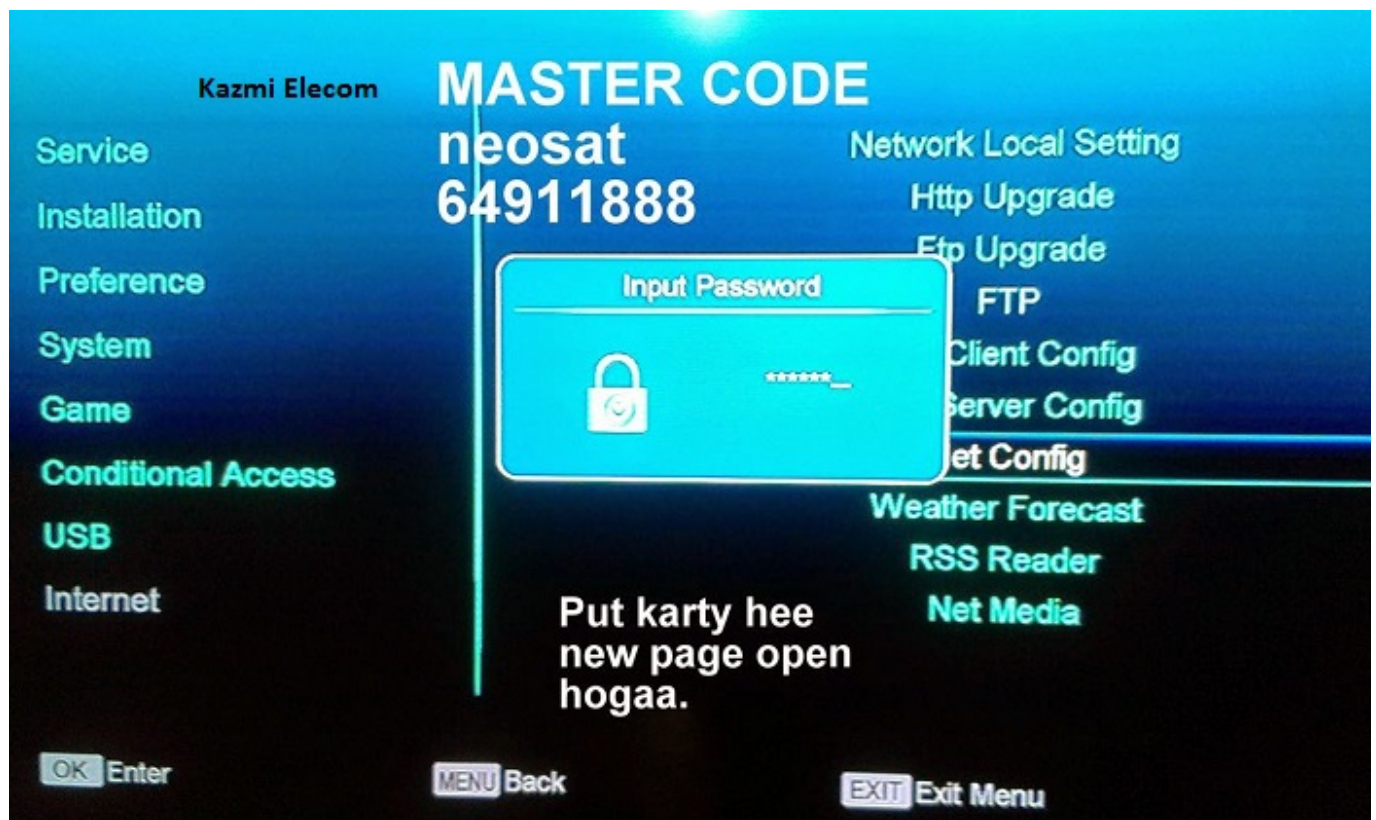 Kazmi Elecom
MASTER CODE
neosat
64911888
Service
Installation
Preference
System
Game
Conditional Access
USB
Internet
Network Local Setting
Http Upgrade
Ftp Upgrade
FTP
Client Config
Server Config
et Config
Weather Forecast
RSS Reader
Net Media
Input Password
******_
Put karty hee
new page open
hogaa.
OK Enter
MENU Back
EXIT Exit Menu